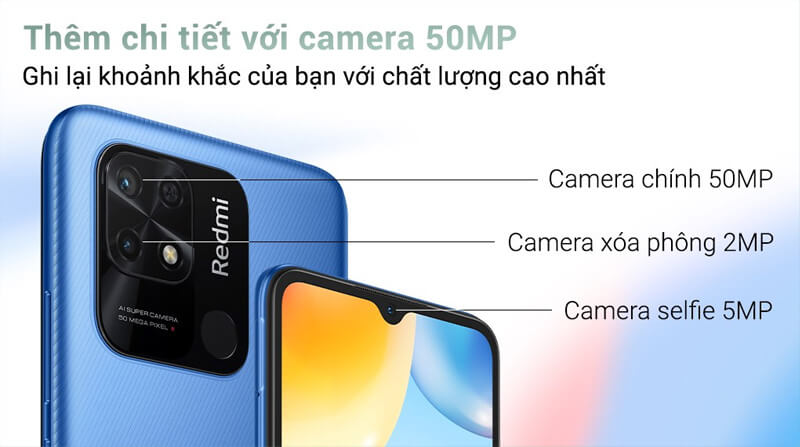 Thêm chi tiết với camera 50MP
Ghi lại khoảnh khắc của bạn với chất lượng cao nhất
Camera chính 50MP
Camera xóa phông 2MP
Camera selfie 5MP
Redmi
AI SUPER CAMERA
50 MEGA PIXEL